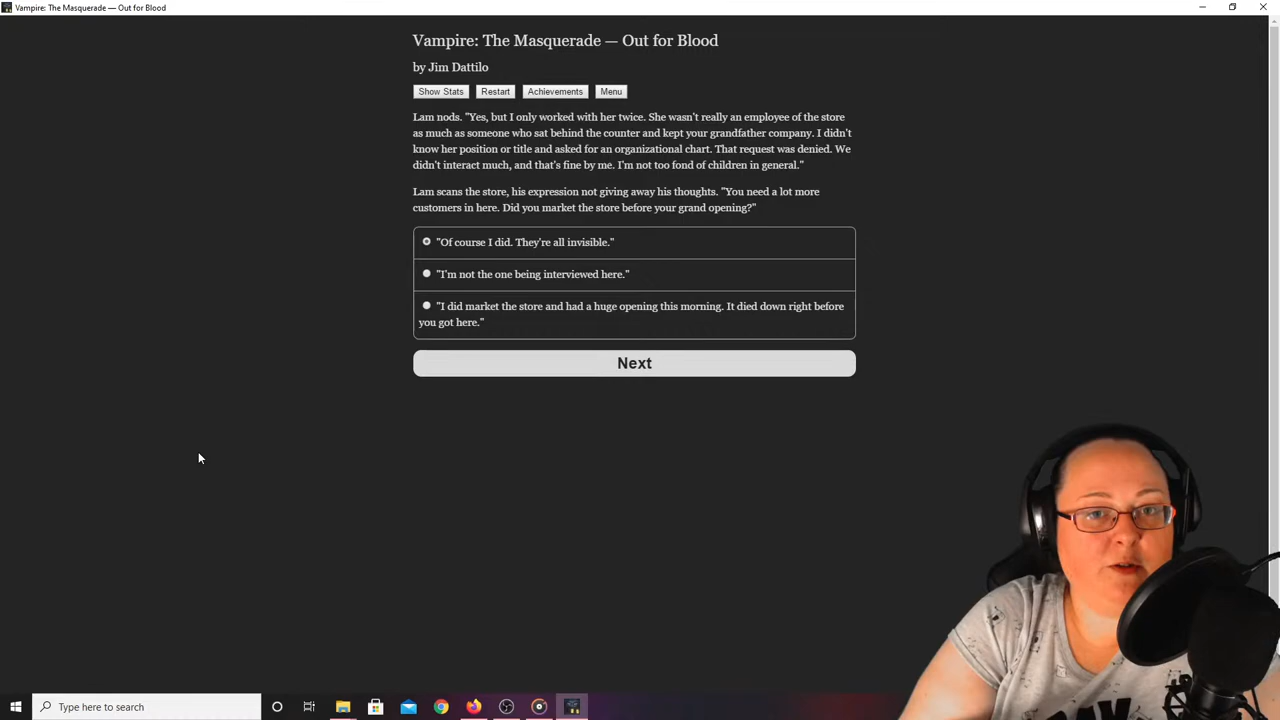 Vampire: The Masquerade — Out for Blood
Vampire: The Masquerade — Out for Blood
by Jim Dattilo
Show Stats Restart Achievements Menu
Lam nods. "Yes, but I only worked with her twice. She wasn't really an employee of the store
as much as someone who sat behind the counter and kept your grandfather company. I didn't
know her position or title and asked for an organizational chart. That request was denied. We
didn't interact much, and that's fine by me. I'm not too fond of children in general."
Lam scans the store, his expression not giving away his thoughts. "You need a lot more
customers in here. Did you market the store before your grand opening?"
"Of course I did. They're all invisible."
"I'm not the one being interviewed here."
"I did market the store and had a huge opening this morning. It died down right before
you got here."
Next
Type here to search